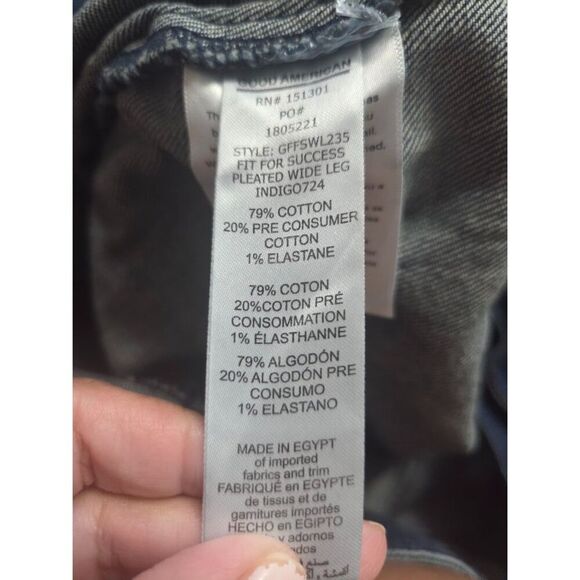 GOOD AMERICAN
RN# 151301
PO#
1805221
STYLE: GFFSWL235
FIT FOR SUCCESS
PLEATED WIDE LEG
INDIGO724
79% COTTON
20% PRE CONSUMER
COTTON
1% ELASTANE
79% COTON
20%COTON PRÉ
CONSOMMATION
1% ÉLASTHANNE
79% ALGODÓN
20% ALGODÓN PRE
CONSUMO
1% ELASTANO
MADE IN EGYPT
of imported
fabrics and trim
FABRIQUÉ en EGYPTE
de tissus et de
garnitures importés
HECHO en EGIPTO